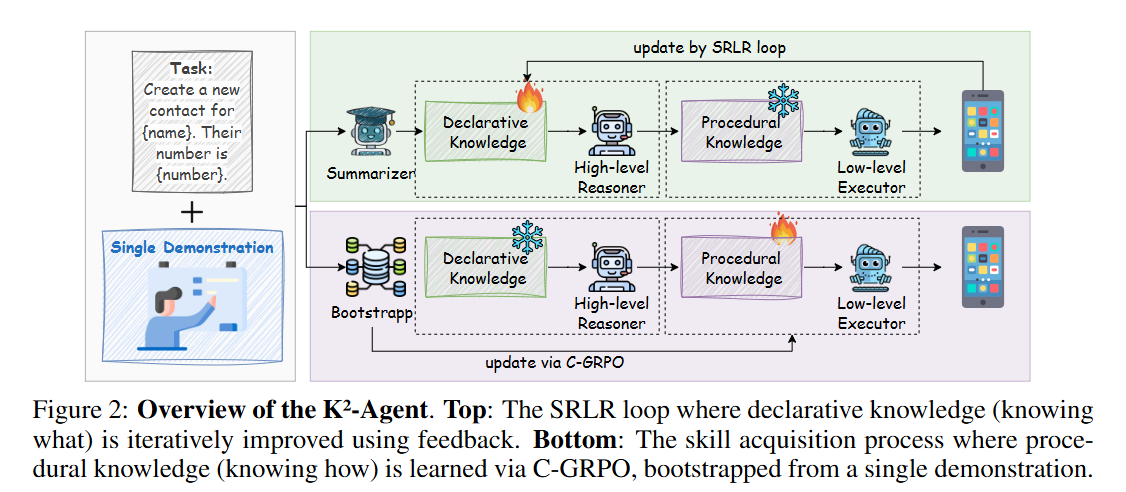 Task:
Create a new
contact for
{name}. Their
number is
{number}.
Single Demonstration
update by SRLR loop
Summarizer
Declarative
Knowledge
High-level
Reasoner
Procedural
Knowledge
Low-level
Executor
Bootstrapp
Declarative
Knowledge
High-level
Reasoner
Procedural
Knowledge
Low-level
Executor
update via C-GRPO
Figure 2: Overview of the K²-Agent. Top: The SRLR loop where declarative knowledge (knowing
what) is iteratively improved using feedback. Bottom: The skill acquisition process where proce-
dural knowledge (knowing how) is learned via C-GRPO, bootstrapped from a single demonstration.